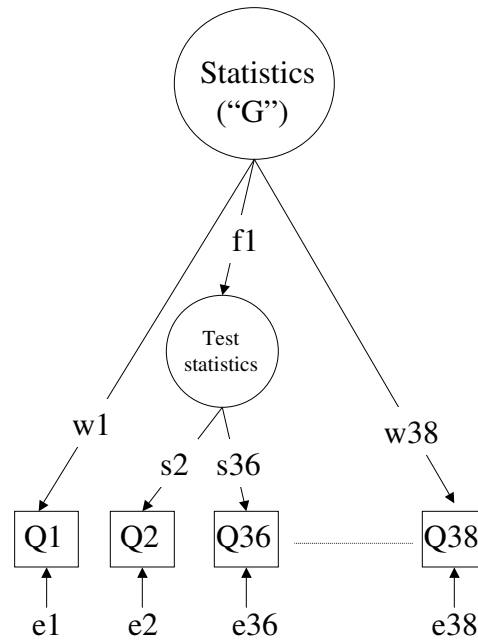 Statistics
(“G”)
f1
Test
statistics
w1
s2
s36
w38
Q1
Q2
Q36
Q38
e1
e2
e36
e38